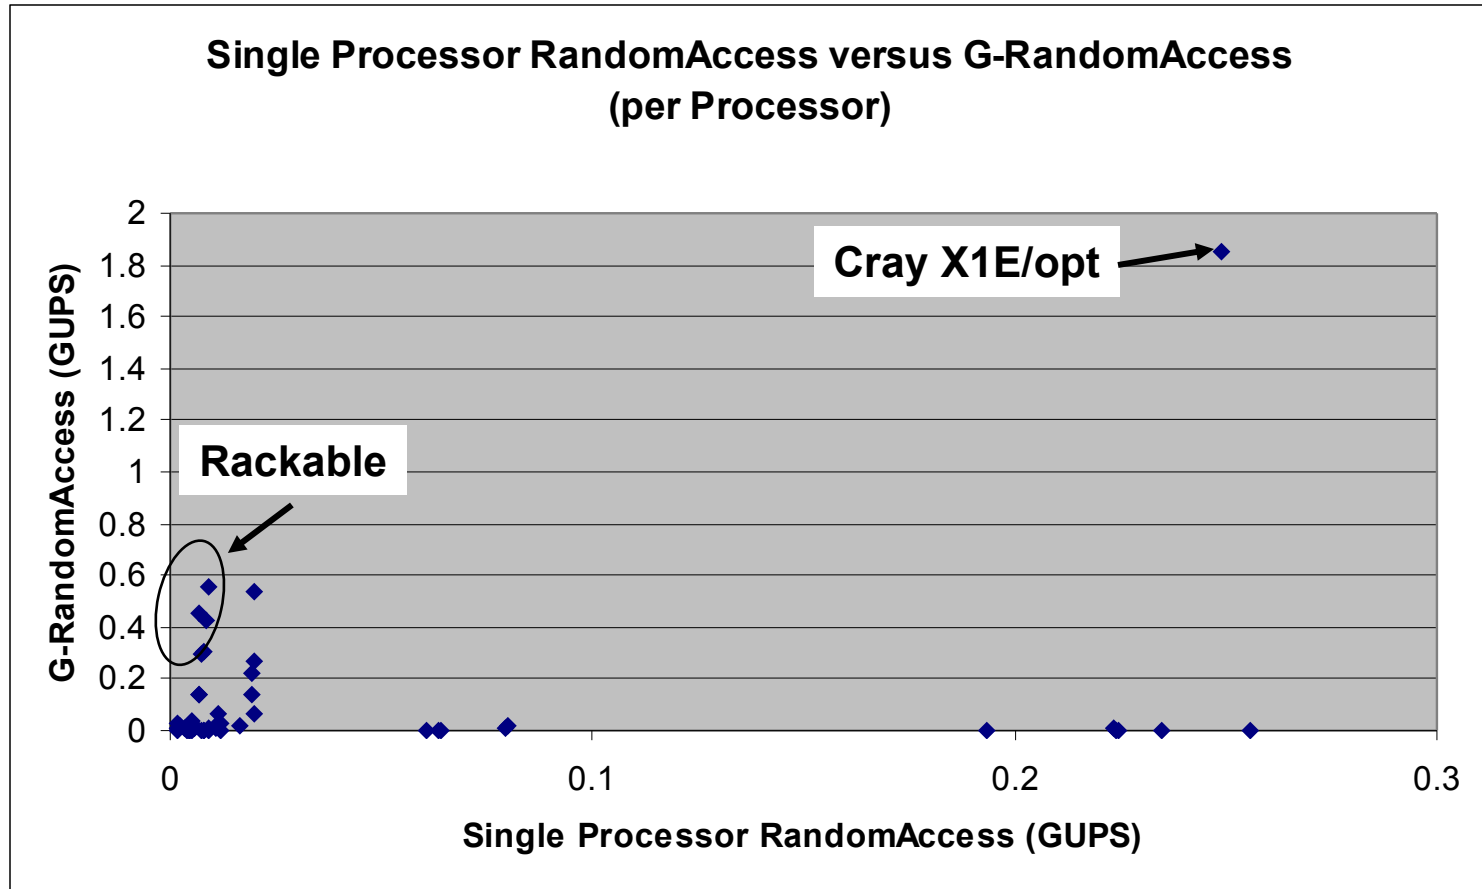 Single Processor RandomAccess versus G-RandomAccess
(per Processor)
G-RandomAccess (GUPS)
2
1.8
1.6
1.4
1.2
1
0.8
0.6
0.4
0.2
0
Cray X1E/opt
Rackable
0
0.1
0.2
0.3
Single Processor RandomAccess (GUPS)